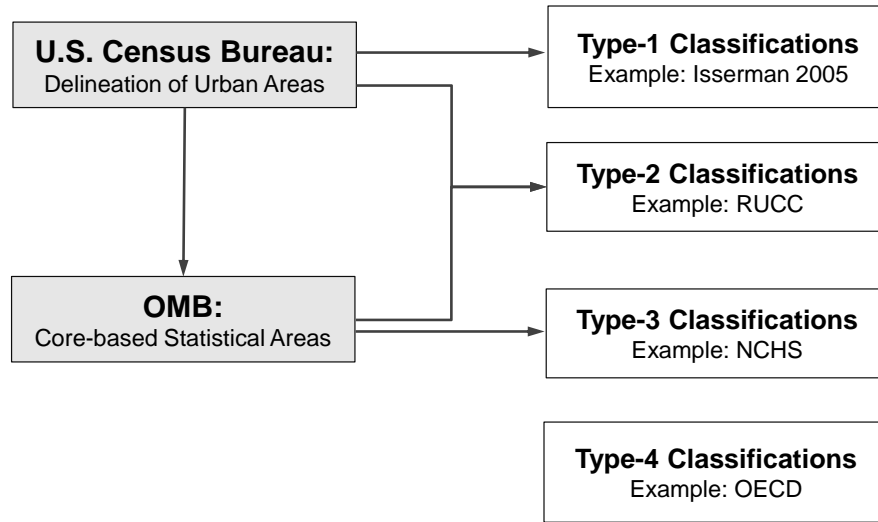 U.S. Census Bureau:
Delineation of Urban Areas
Type-1 Classifications
Example: Isserman 2005
Type-2 Classifications
Example: RUCC
OMB:
Core-based Statistical Areas
Type-3 Classifications
Example: NCHS
Type-4 Classifications
Example: OECD